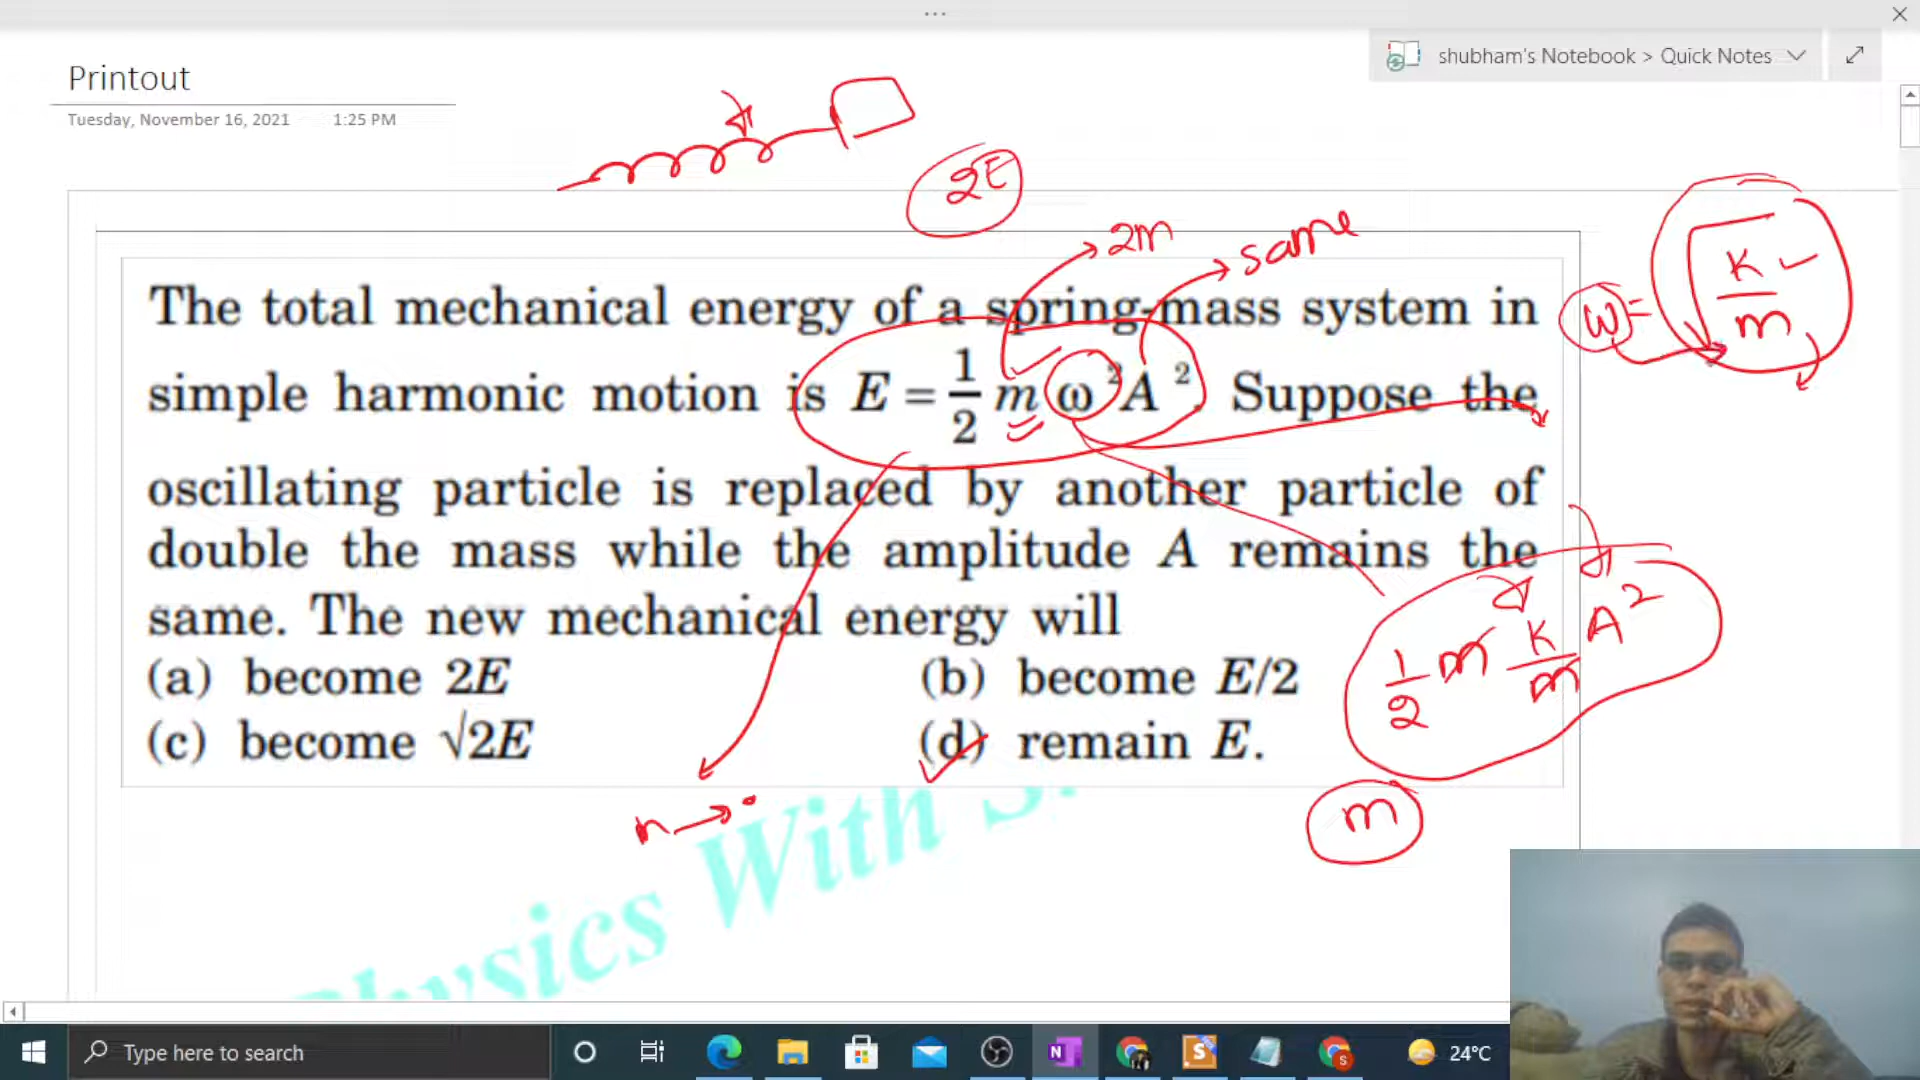 ...
shubham's Notebook > Quick Notes
Printout
Tuesday, November 16, 2021 1:25 PM
2E
2m
same
ω = √K/m
The total mechanical energy of a spring-mass system in
simple harmonic motion is E = 1/2 m ω²A². Suppose the
oscillating particle is replaced by another particle of
double the mass while the amplitude A remains the
same. The new mechanical energy will
(a) become 2E (b) become E/2
(c) become √2E (d) remain E.
1/2 m K/m A²
m
Physics With S
Type here to search
24°C